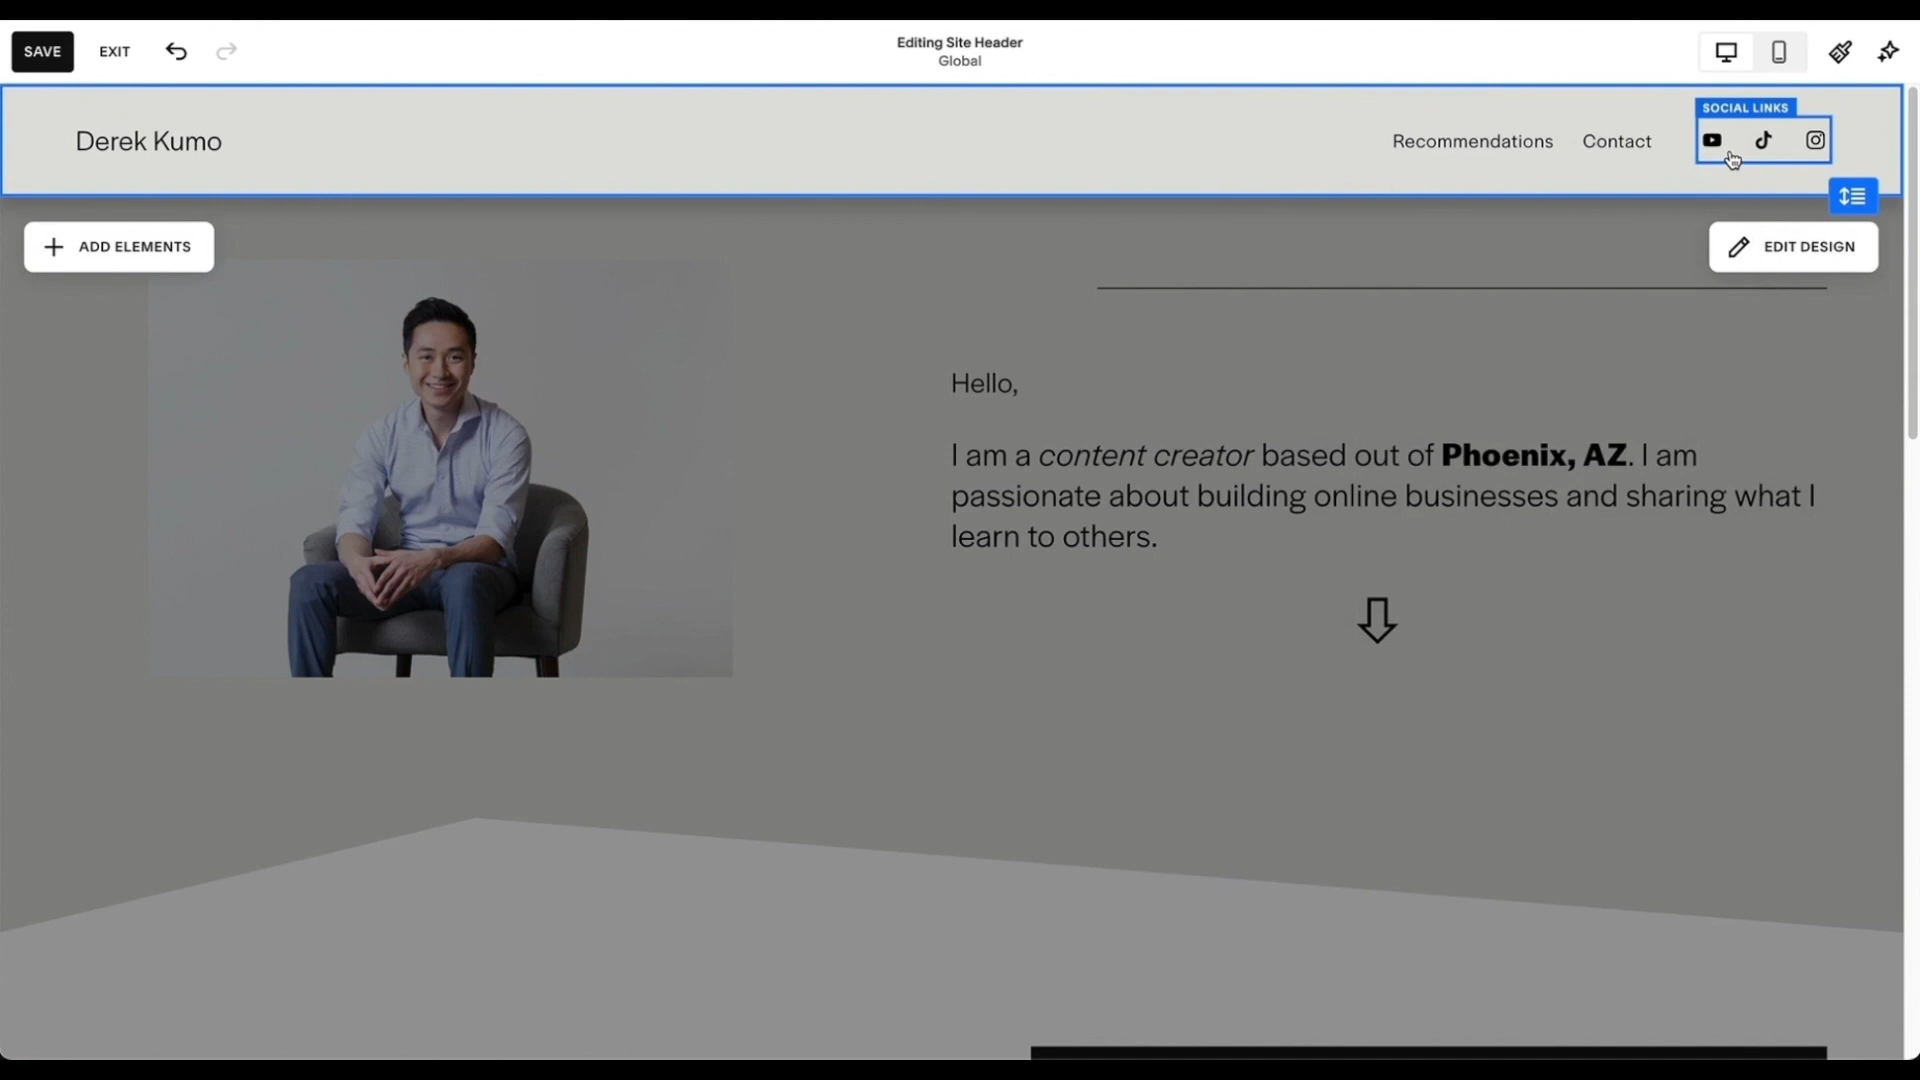 SAVE
EXIT
Editing Site Header
Global
Derek Kumo
Recommendations
Contact
SOCIAL LINKS
ADD ELEMENTS
EDIT DESIGN
Hello,
I am a content creator based out of Phoenix, AZ. I am
passionate about building online businesses and sharing what I
learn to others.